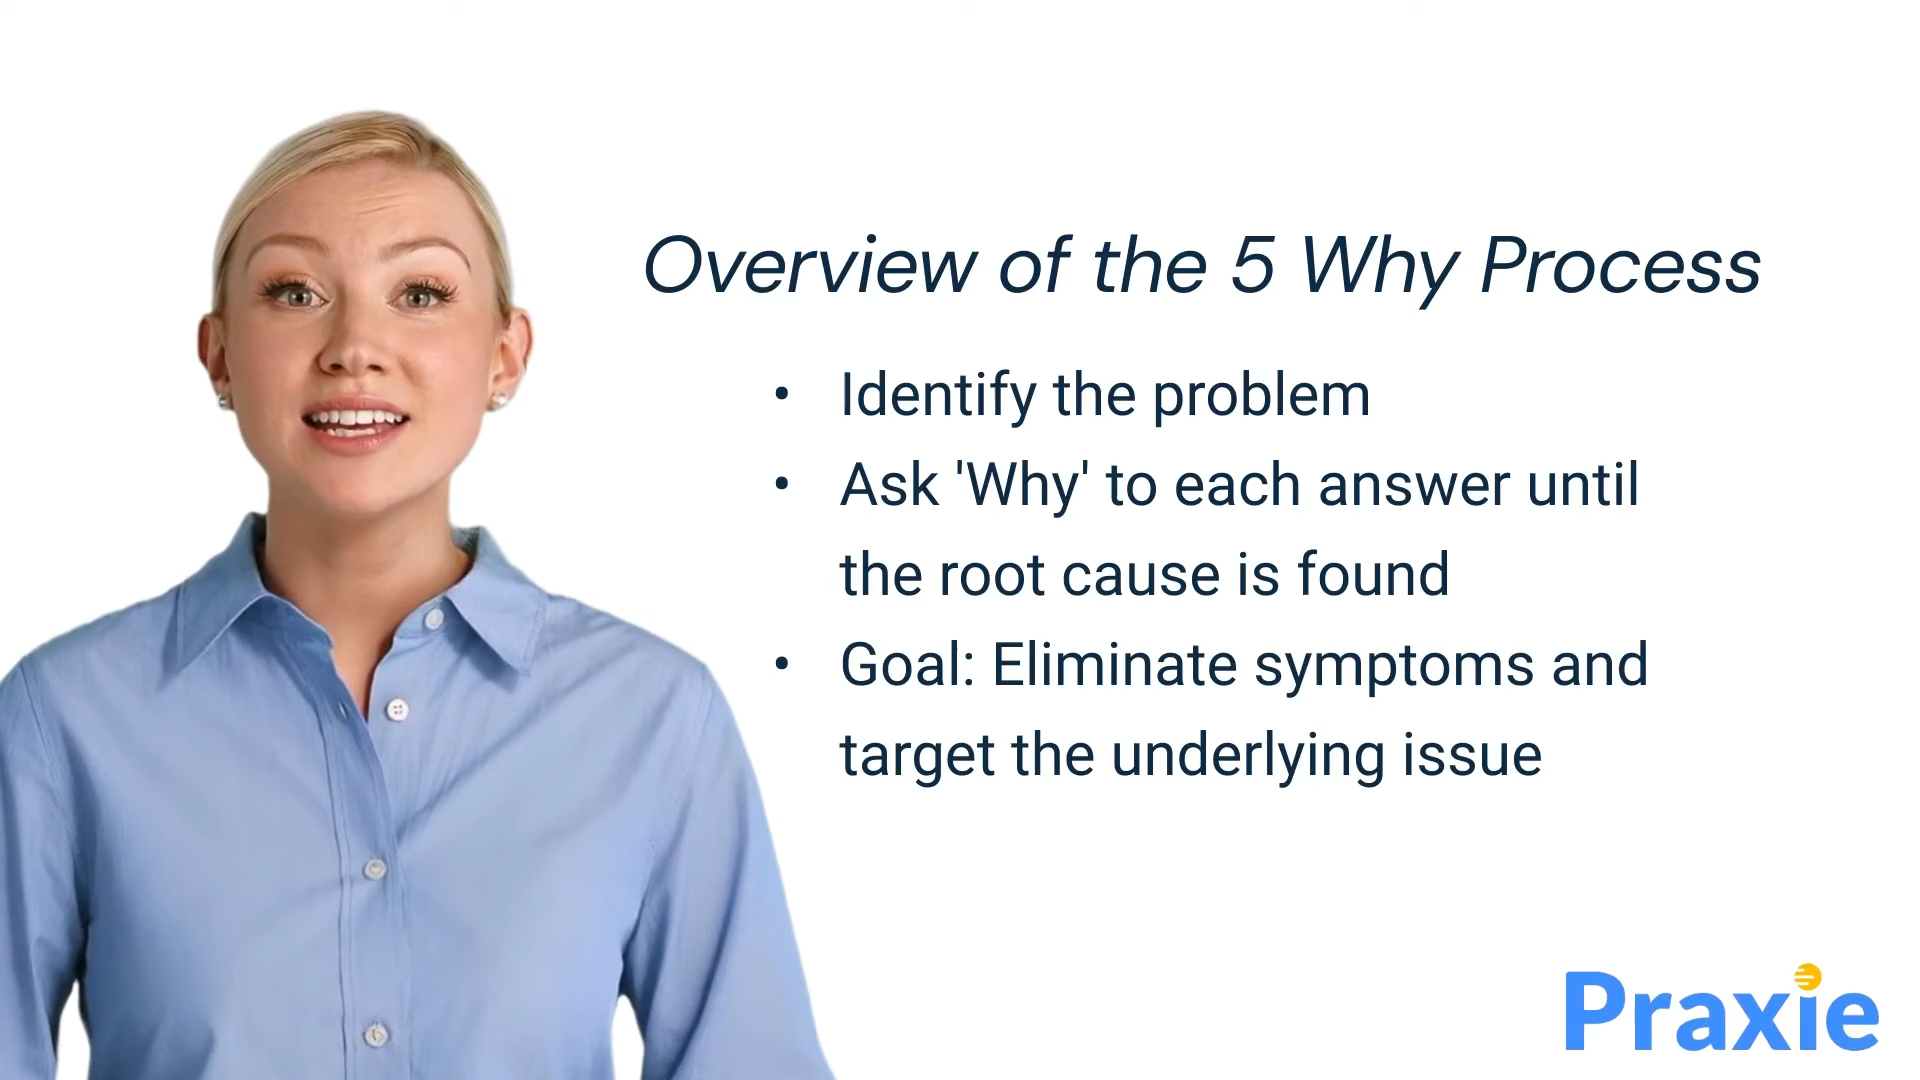 Overview of the 5 Why Process
• Identify the problem
• Ask 'Why' to each answer until
the root cause is found
• Goal: Eliminate symptoms and
target the underlying issue
Praxie